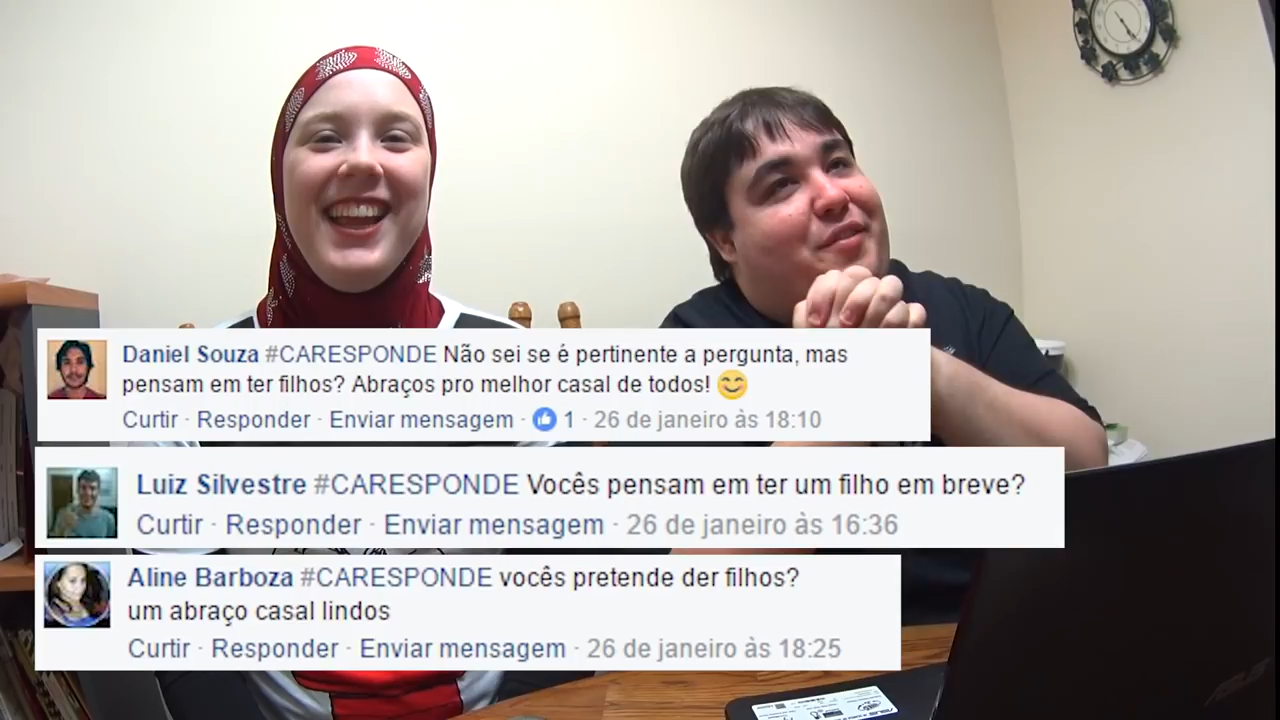 Daniel Souza #CARESPONDE Não sei se é pertinente a pergunta, mas
pensam em ter filhos? Abraços pro melhor casal de todos! 😊
Curtir · Responder · Enviar mensagem · 1 · 26 de janeiro às 18:10
Luiz Silvestre #CARESPONDE Vocês pensam em ter um filho em breve?
Curtir · Responder · Enviar mensagem · 26 de janeiro às 16:36
Aline Barboza #CARESPONDE vocês pretende der filhos?
um abraço casal lindos
Curtir · Responder · Enviar mensagem · 26 de janeiro às 18:25